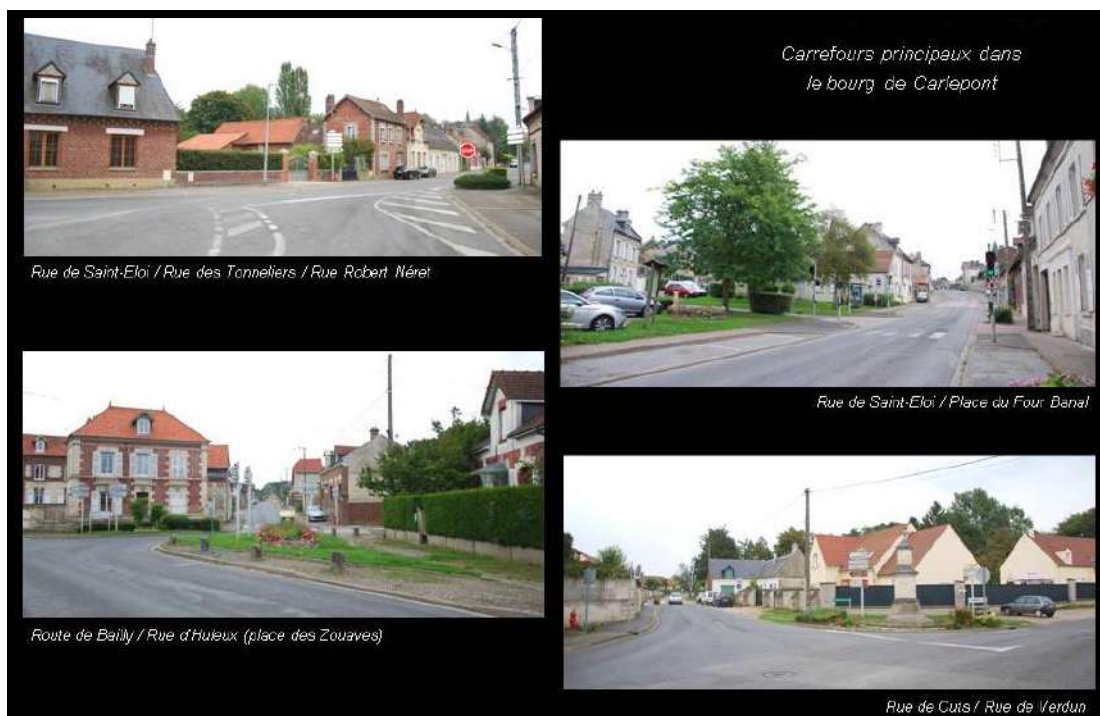 Carrefours principaux dans
le bourg de Carlepont
STOP
Rue de Saint-Eloi / Rue des Tonneliers / Rue Robert Néret
Rue de Saint-Eloi / Place du Four Banal
Route de Bailly / Rue d'Huleux (place des Zouaves)
Rue de Cuts / Rue de Verdun